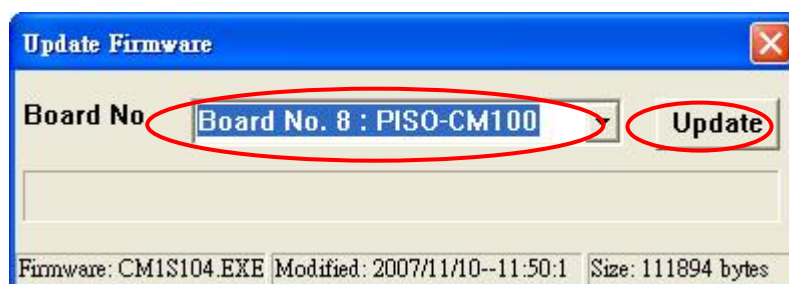 Update Firmware
Board No Board No. 8 : PISO-CM100 Update
Firmware: CM1S104.EXE Modified: 2007/11/10--11:50:1 Size: 111894 bytes